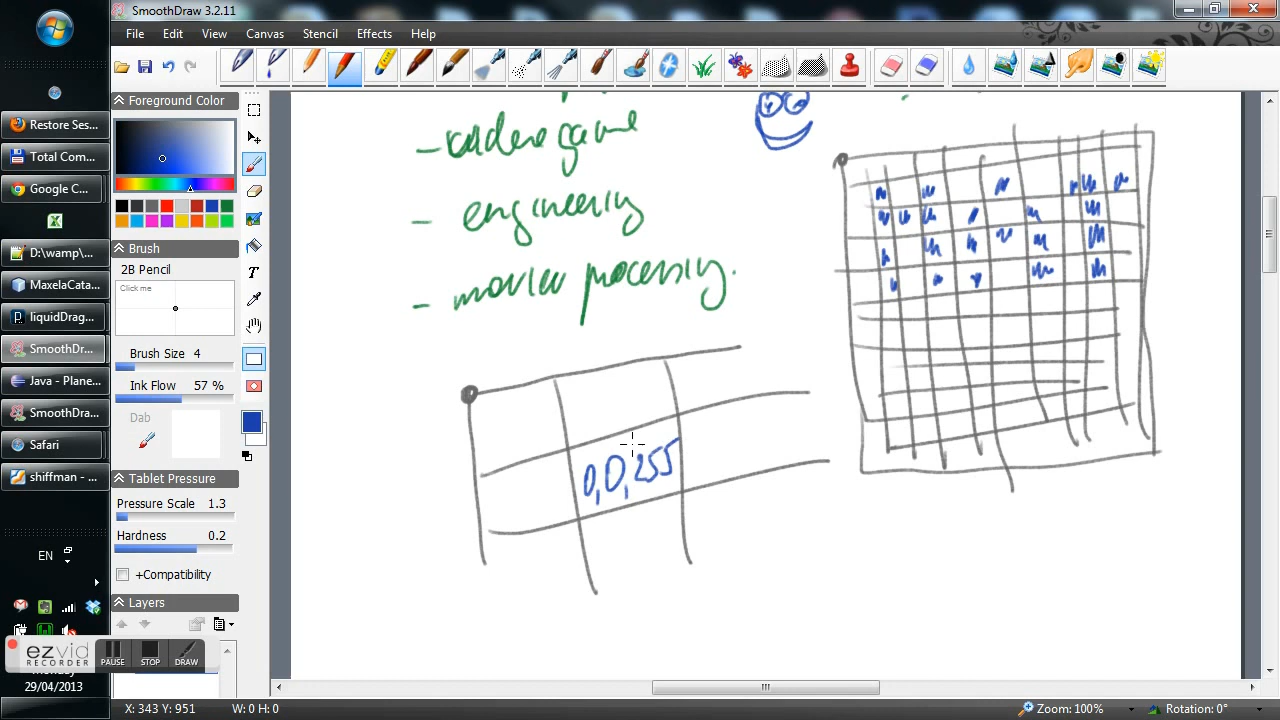 SmoothDraw 3.2.11
File Edit View Canvas Stencil Effects Help
Foreground Color
Restore Ses...
Total Com...
Google C...
D:\wamp\...
MaxelaCata...
liquidDrag...
SmoothDr...
Java - Plane...
SmoothDra...
Safari
shiffman - ...
EN
Monday
29/04/2013
Brush
2B Pencil
Click me
Brush Size 4
Ink Flow 57 %
Dab
Tablet Pressure
Pressure Scale 1.3
Hardness 0.2
+Compatibility
Layers
ezvid
RECORDER
PAUSE STOP DRAW
game
- engineering
- processing.
0,0,255
X: 343 Y: 951 W: 0 H: 0 Zoom: 100% Rotation: 0°